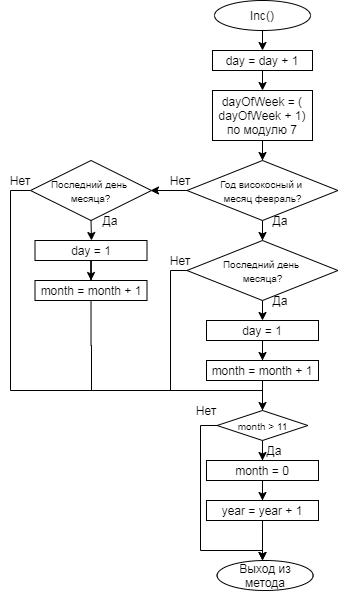 Inc()
day = day + 1
dayOfWeek = (
dayOfWeek + 1)
по модулю 7
Нет
Последний день
месяца?
Нет
Год високосный и
месяц февраль?
Да
Да
day = 1
Нет
Последний день
месяца?
month = month + 1
Да
day = 1
month = month + 1
Нет
month > 11
Да
month = 0
year = year + 1
Выход из
метода